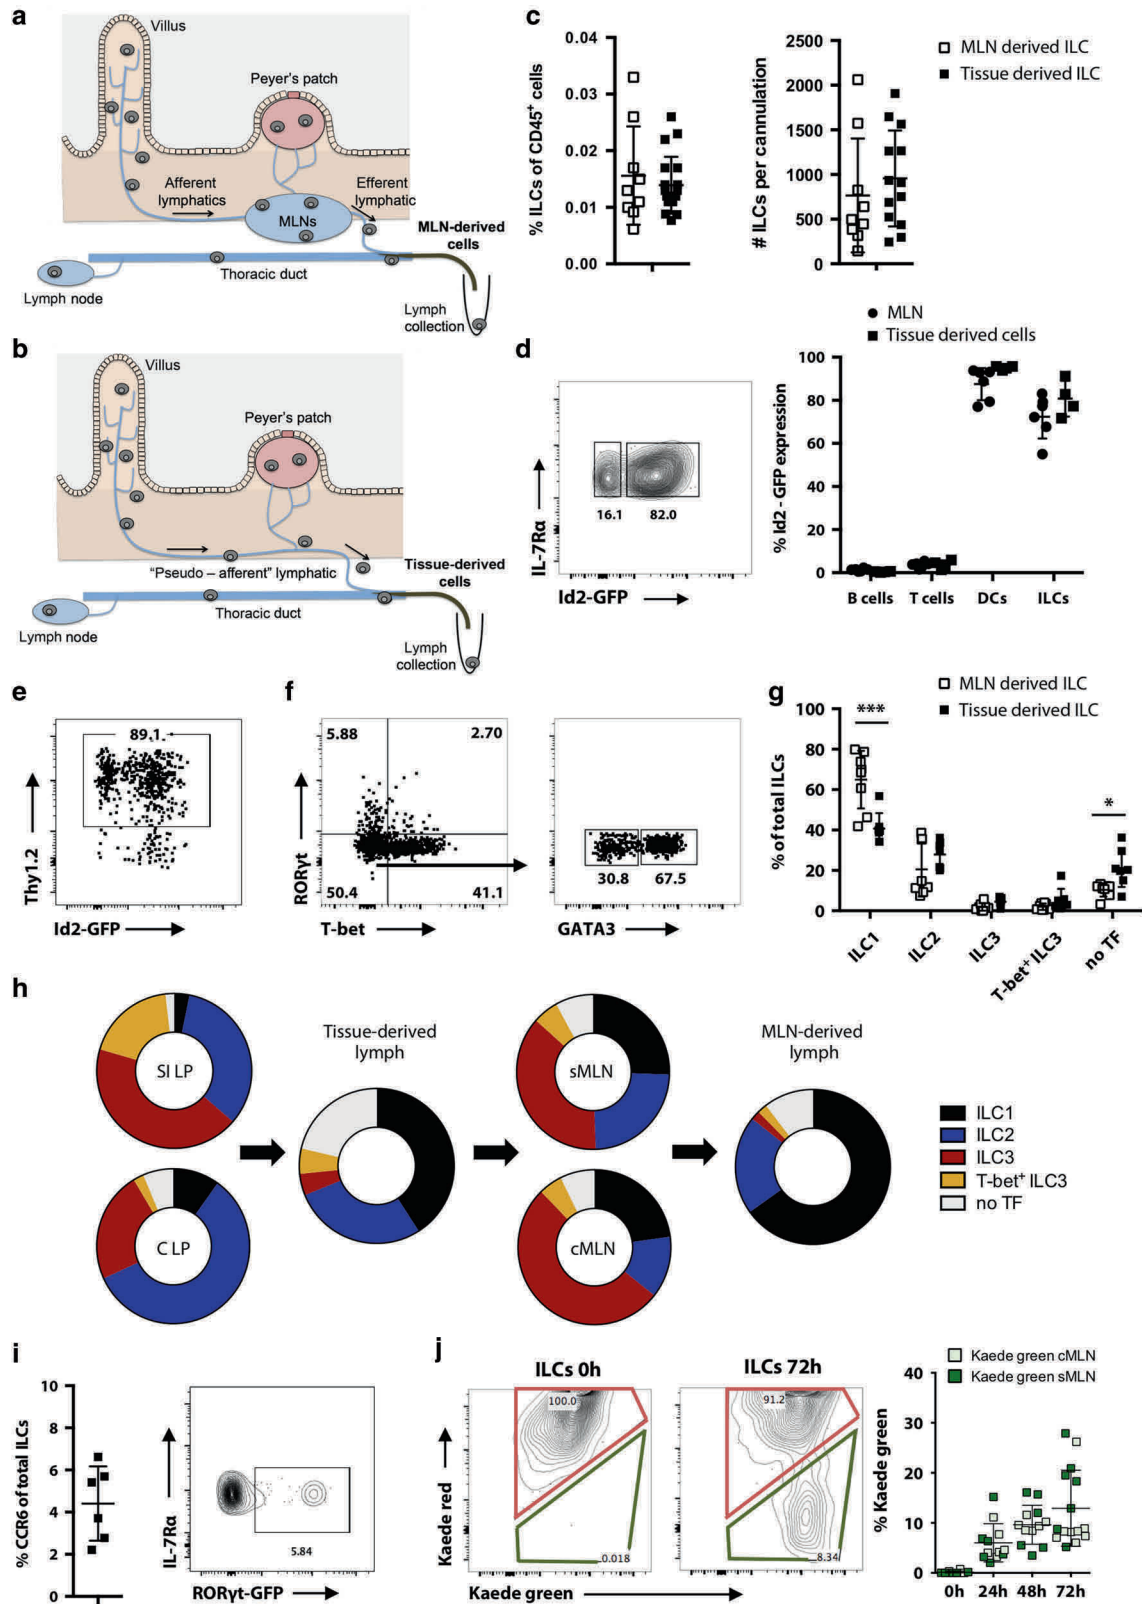 a
Villus
Peyer's patch
Afferent
lymphatics
Efferent
lymphatic
MLNs
MLN-derived
cells
Thoracic duct
Lymph node
Lymph
collection
b
Villus
Peyer's patch
"Pseudo – afferent" lymphatic
Tissue-derived
cells
Thoracic duct
Lymph node
Lymph
collection
c
% ILCs of CD45+ cells
0.04
0.03
0.02
0.01
0.00
# ILCs per cannulation
2500
2000
1500
1000
500
0
MLN derived ILC
Tissue derived ILC
d
IL-7Rα
16.1 82.0
Id2-GFP
MLN
Tissue derived cells
% Id2 - GFP expression
100
80
60
40
20
0
B cells T cells DCs ILCs
e
89.1
Thy1.2
Id2-GFP
f
5.88 2.70
RORγt
50.4 41.1
T-bet
30.8 67.5
GATA3
g
MLN derived ILC
Tissue derived ILC
% of total ILCs
100
80
60
40
20
0
***
*
ILC1 ILC2 ILC3 T-bet+ ILC3 no TF
h
SI LP
C LP
Tissue-derived
lymph
sMLN
cMLN
MLN-derived
lymph
ILC1
ILC2
ILC3
T-bet+ ILC3
no TF
i
% CCR6 of total ILCs
10
8
6
4
2
0
IL-7Rα
5.84
RORγt-GFP
j
ILCs 0h ILCs 72h
100.0 91.2
Kaede red
0.018 8.34
Kaede green
Kaede green cMLN
Kaede green sMLN
% Kaede green
40
30
20
10
0
0h 24h 48h 72h